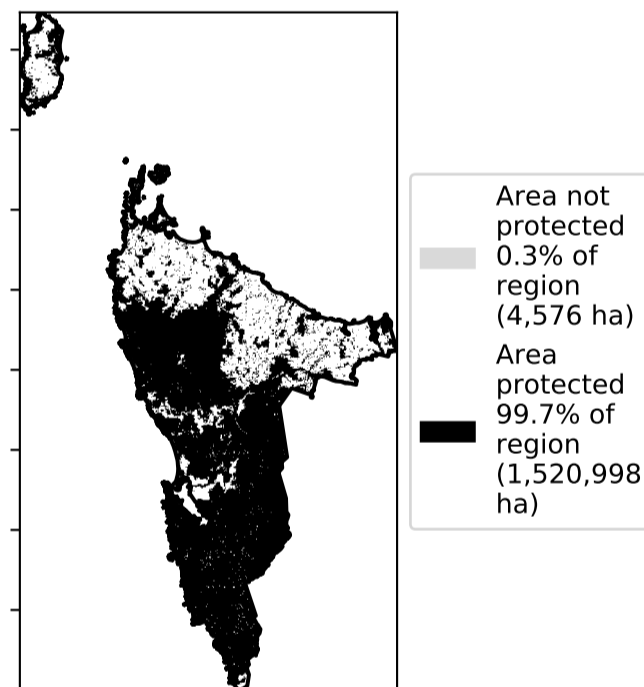 Area not
protected
0.3% of
region
(4,576 ha)
Area
protected
99.7% of
region
(1,520,998
ha)